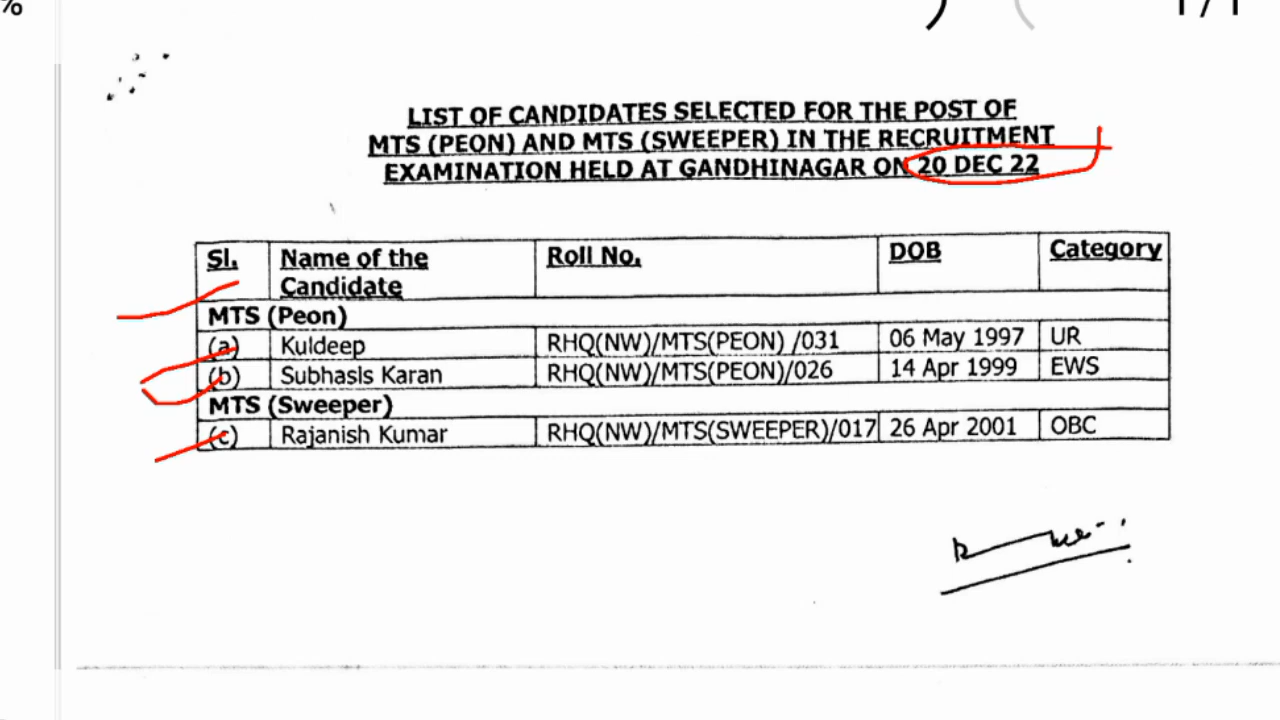 %
1/1
LIST OF CANDIDATES SELECTED FOR THE POST OF
MTS (PEON) AND MTS (SWEEPER) IN THE RECRUITMENT
EXAMINATION HELD AT GANDHINAGAR ON 20 DEC 22
Sl. Name of the Candidate Roll No. DOB Category
MTS (Peon)
(a) Kuldeep RHQ(NW)/MTS(PEON) /031 06 May 1997 UR
(b) Subhasis Karan RHQ(NW)/MTS(PEON)/026 14 Apr 1999 EWS
MTS (Sweeper)
(c) Rajanish Kumar RHQ(NW)/MTS(SWEEPER)/017 26 Apr 2001 OBC